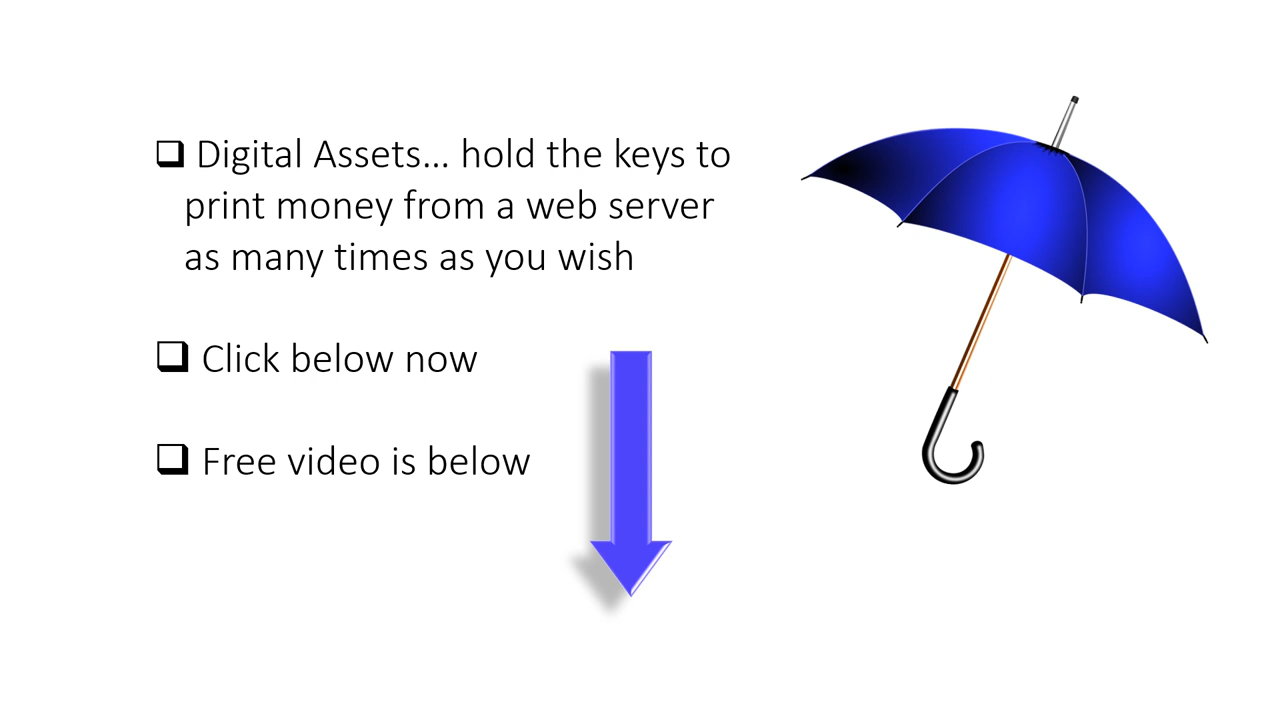 ❑ Digital Assets... hold the keys to
print money from a web server
as many times as you wish
❑ Click below now
❑ Free video is below